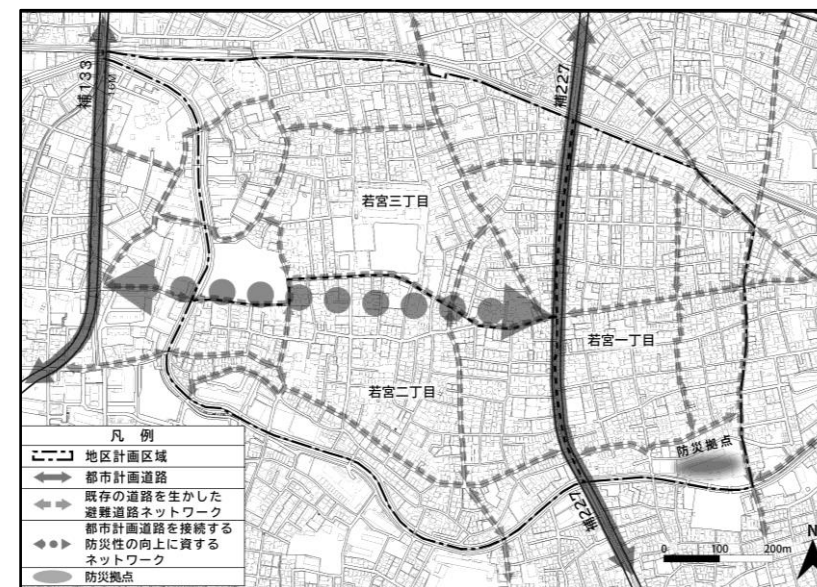 補133
16M
補227
若宮三丁目
若宮一丁目
若宮二丁目
防災拠点
補227
凡 例
地区計画区域
都市計画道路
既存の道路を生かした
避難道路ネットワーク
都市計画道路を接続する
防災性の向上に資する
ネットワーク
防災拠点
N
0 100 200m